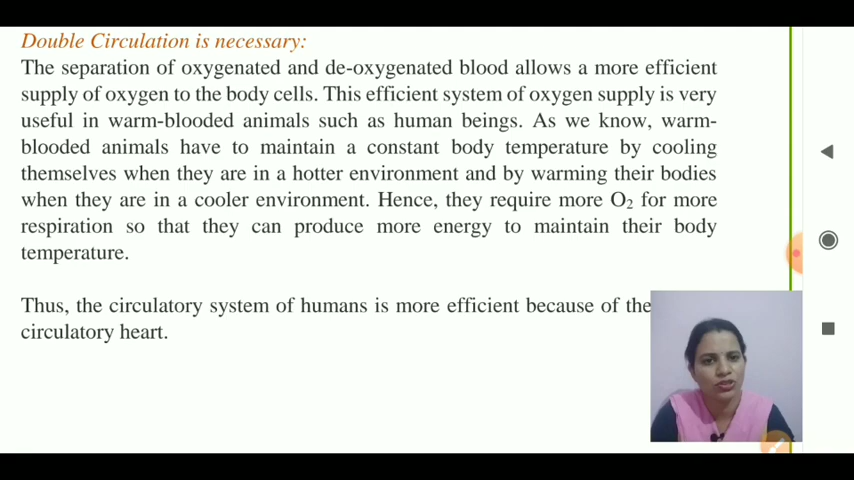 Double Circulation is necessary:
The separation of oxygenated and de-oxygenated blood allows a more efficient
supply of oxygen to the body cells. This efficient system of oxygen supply is very
useful in warm-blooded animals such as human beings. As we know, warm-
blooded animals have to maintain a constant body temperature by cooling
themselves when they are in a hotter environment and by warming their bodies
when they are in a cooler environment. Hence, they require more O₂ for more
respiration so that they can produce more energy to maintain their body
temperature.
Thus, the circulatory system of humans is more efficient because of the
circulatory heart.